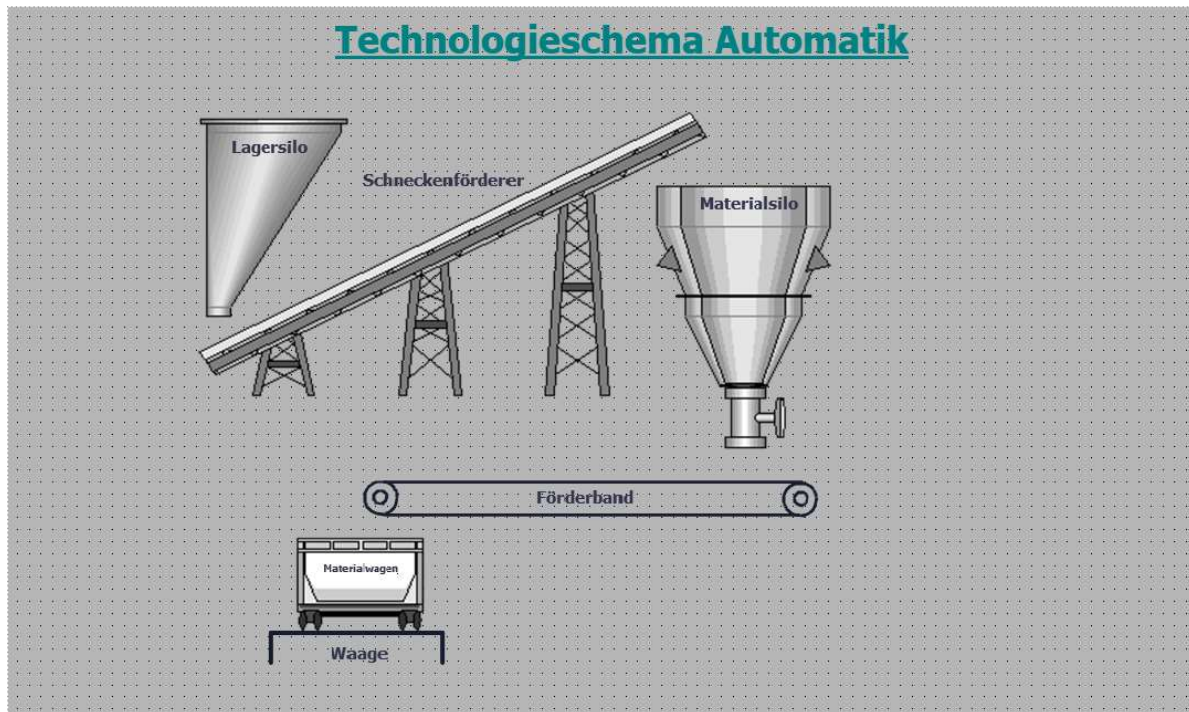 Technologieschema Automatik
Lagersilo
Schneckenförderer
Materialsilo
Förderband
Materialwagen
Waage